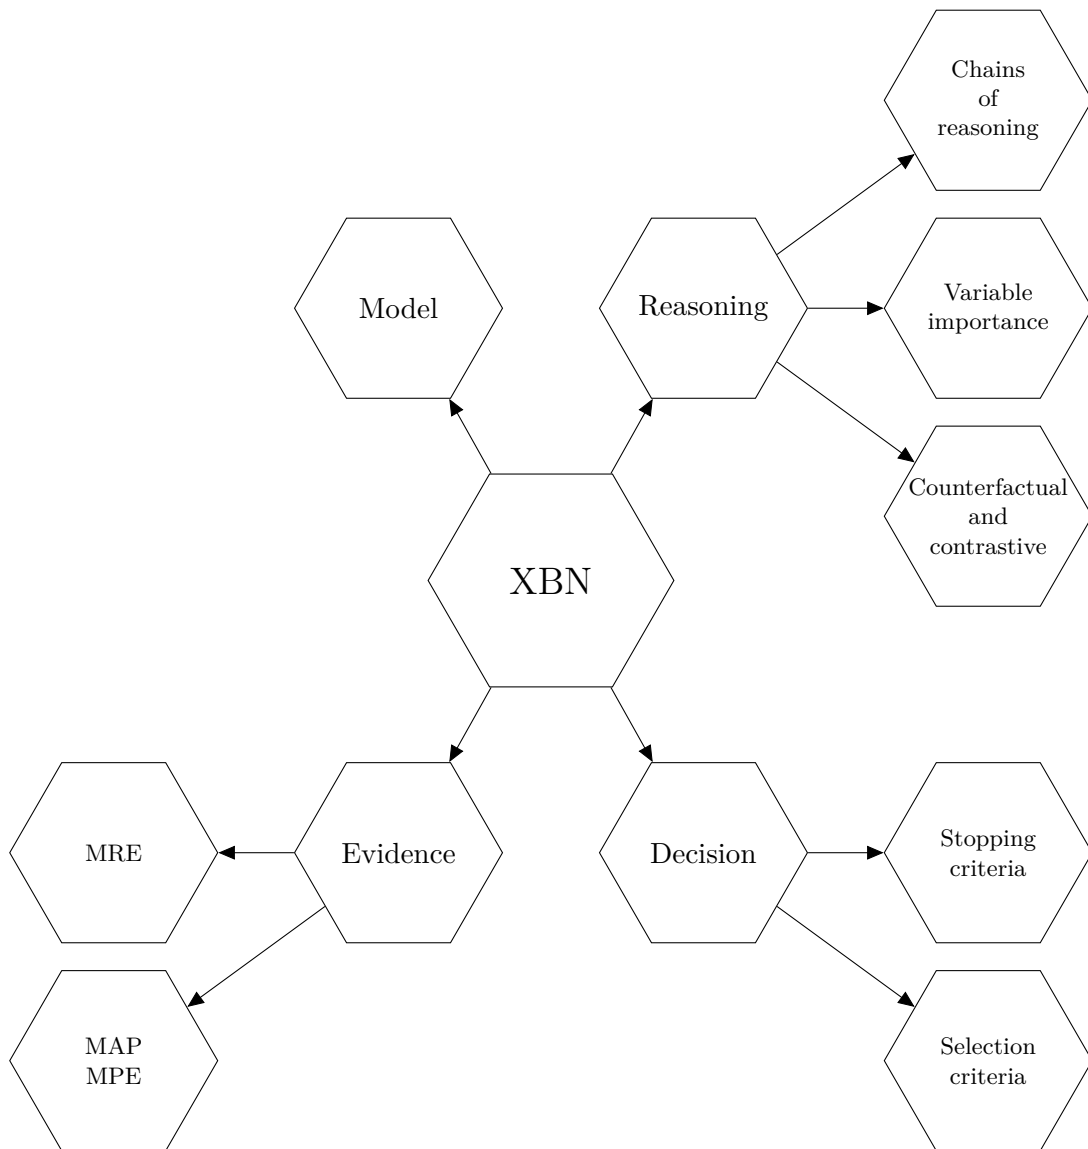 Chains
of
reasoning
Model
Reasoning
Variable
importance
Counterfactual
and
contrastive
XBN
MRE
Evidence
Decision
Stopping
criteria
MAP
MPE
Selection
criteria